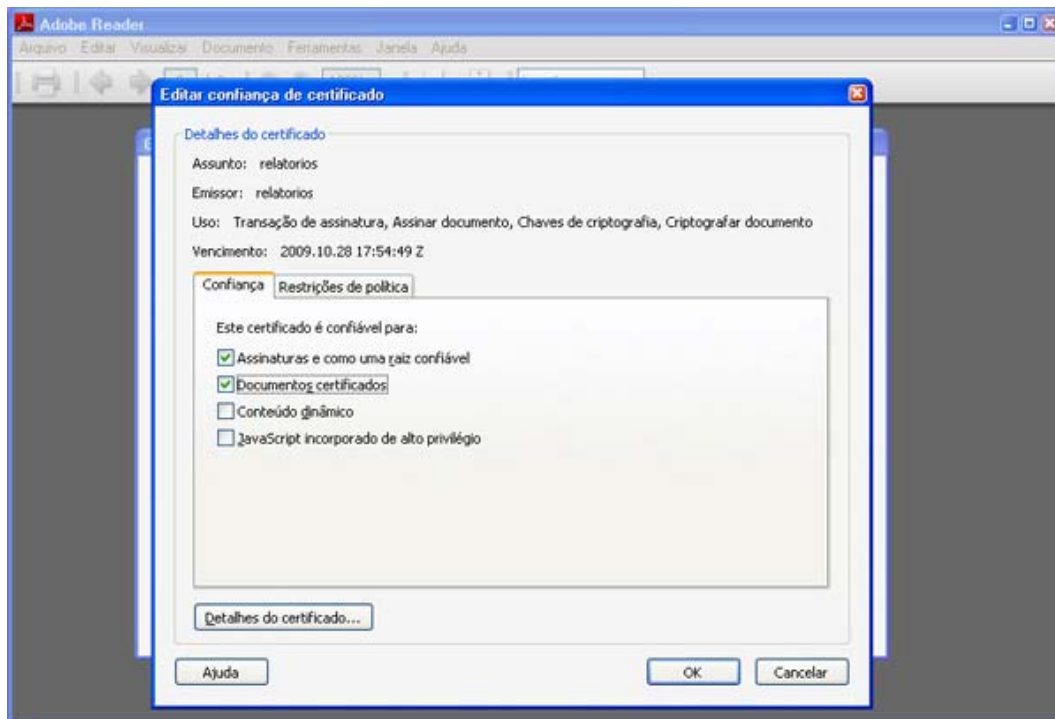 Adobe Reader
Arquivo Editar Visualizar Documento Ferramentas Janela Ajuda
Editar confiança de certificado
Detalhes do certificado
Assunto: relatorios
Emissor: relatorios
Uso: Transação de assinatura, Assinar documento, Chaves de criptografia, Criptografar documento
Vencimento: 2009.10.28 17:54:49 Z
Confiança Restrições de política
Este certificado é confiável para:
Assinaturas e como uma raiz confiável
Documentos certificados
Conteúdo dinâmico
JavaScript incorporado de alto privilégio
Detalhes do certificado...
Ajuda OK Cancelar